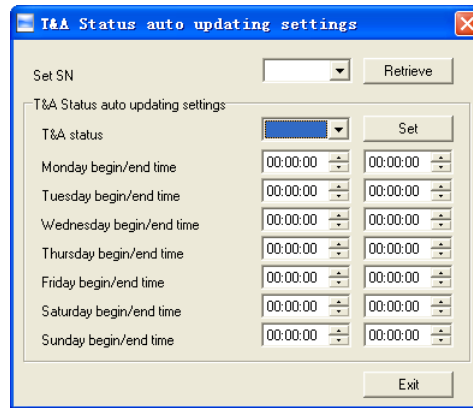 T&A Status auto updating settings
Set SN Retrieve
T&A Status auto updating settings
T&A status Set
Monday begin/end time 00:00:00 00:00:00
Tuesday begin/end time 00:00:00 00:00:00
Wednesday begin/end time 00:00:00 00:00:00
Thursday begin/end time 00:00:00 00:00:00
Friday begin/end time 00:00:00 00:00:00
Saturday begin/end time 00:00:00 00:00:00
Sunday begin/end time 00:00:00 00:00:00
Exit